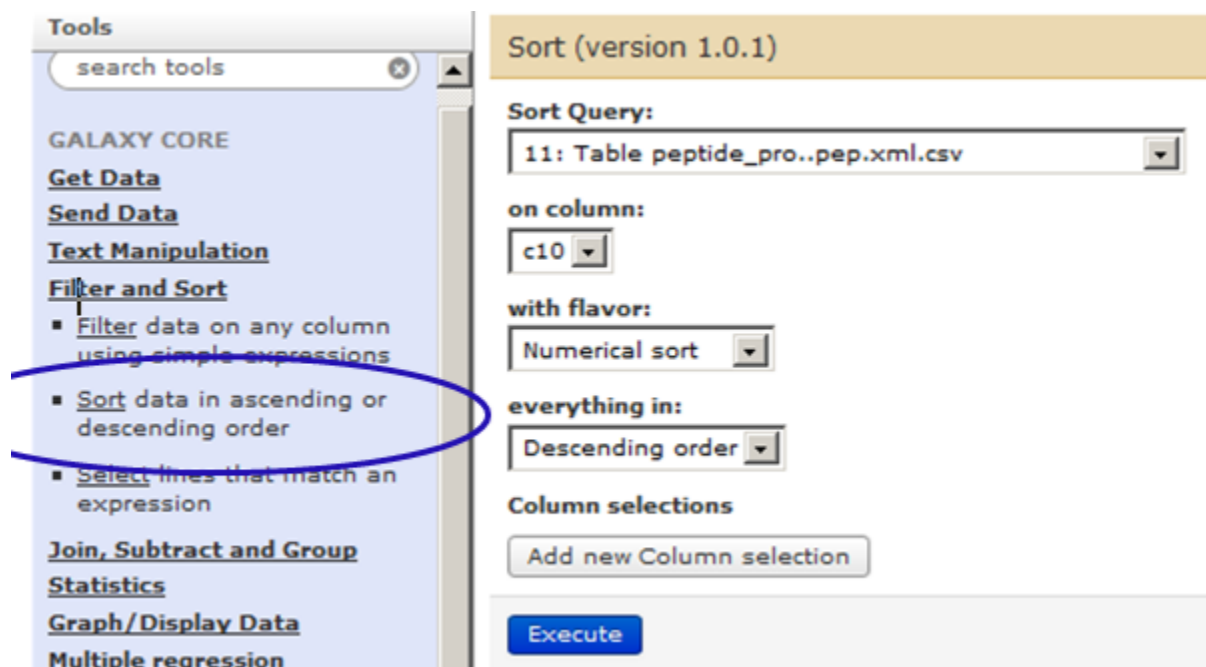 Tools
search tools
GALAXY CORE
Get Data
Send Data
Text Manipulation
Filter and Sort
Filter data on any column
using simple expressions
Sort data in ascending or
descending order
Select lines that match an
expression
Join, Subtract and Group
Statistics
Graph/Display Data
Multiple regression
Sort (version 1.0.1)
Sort Query:
11: Table peptide_pro..pep.xml.csv
on column:
c10
with flavor:
Numerical sort
everything in:
Descending order
Column selections
Add new Column selection
Execute